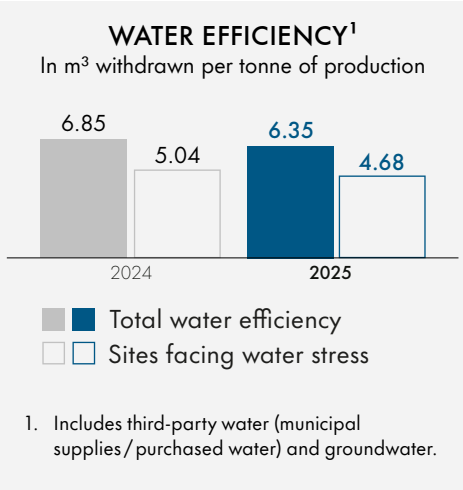 WATER EFFICIENCY¹
In m³ withdrawn per tonne of production
6.85
5.04
6.35
4.68
2024
2025
Total water efficiency
Sites facing water stress
1. Includes third-party water (municipal
supplies/purchased water) and groundwater.